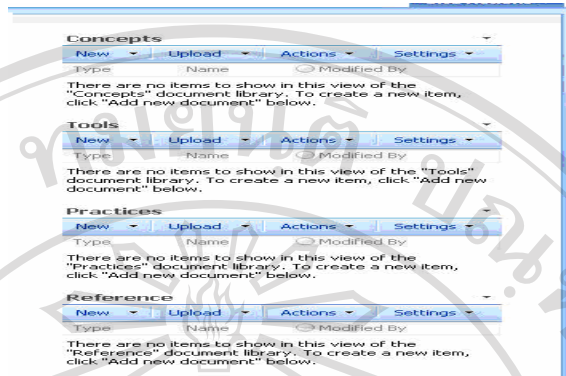 Concepts
New Upload Actions Settings
Type Name Modified By
There are no items to show in this view of the
"Concepts" document library. To create a new item,
click "Add new document" below.
Tools
New Upload Actions Settings
Type Name Modified By
There are no items to show in this view of the "Tools"
document library. To create a new item, click "Add new
document" below.
Practices
New Upload Actions Settings
Type Name Modified By
There are no items to show in this view of the
"Practices" document library. To create a new item,
click "Add new document" below.
Reference
New Upload Actions Settings
Type Name Modified By
There are no items to show in this view of the
"Reference" document library. To create a new item,
click "Add new document" below.